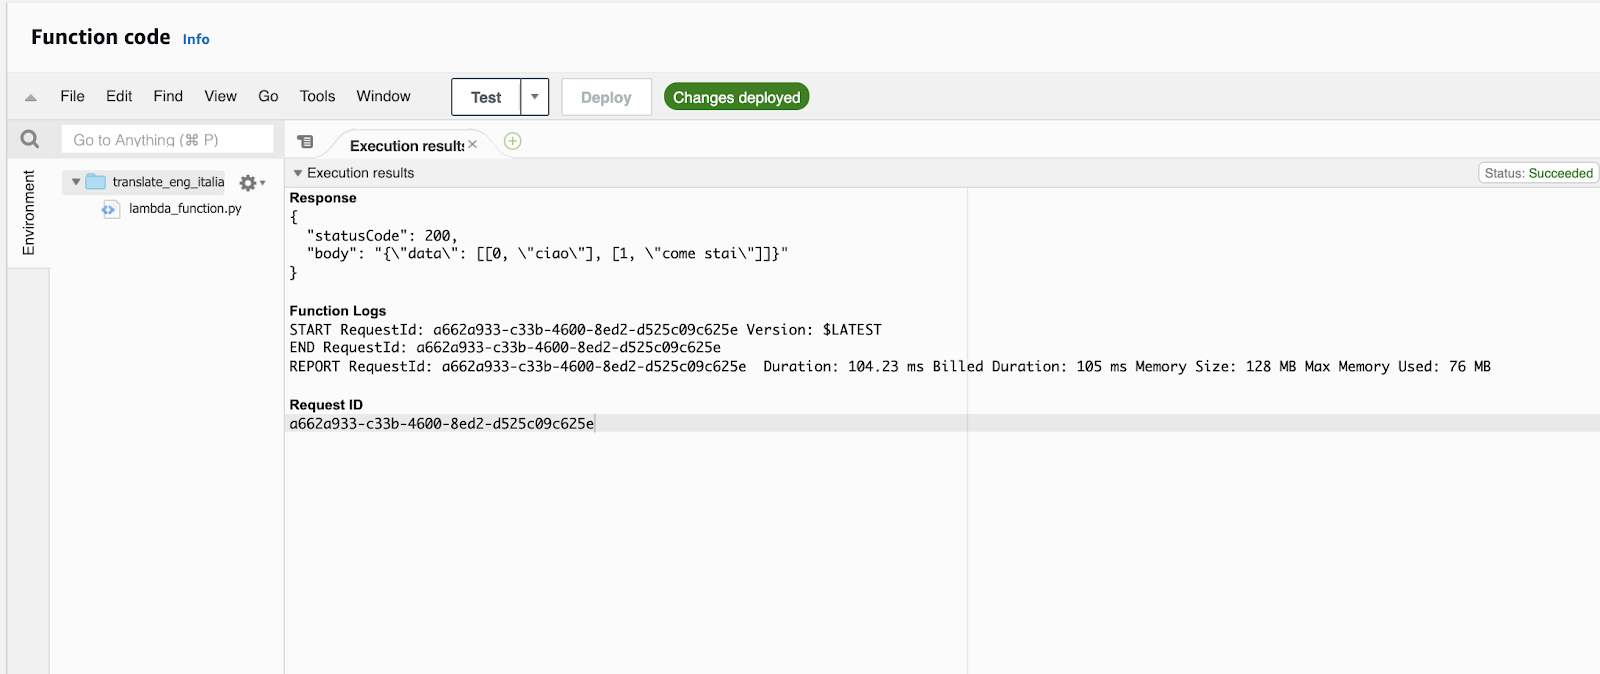 Function code Info
File Edit Find View Go Tools Window Test Deploy Changes deployed
Go to Anything (⌘ P)
Execution results
Environment
translate_eng_italia
lambda_function.py
Execution results
Status: Succeeded
Response
{
"statusCode": 200,
"body": "{\"data\": [[0, \"ciao\"], [1, \"come stai\"]]}"
}
Function Logs
START RequestId: a662a933-c33b-4600-8ed2-d525c09c625e Version: $LATEST
END RequestId: a662a933-c33b-4600-8ed2-d525c09c625e
REPORT RequestId: a662a933-c33b-4600-8ed2-d525c09c625e Duration: 104.23 ms Billed Duration: 105 ms Memory Size: 128 MB Max Memory Used: 76 MB
Request ID
a662a933-c33b-4600-8ed2-d525c09c625e